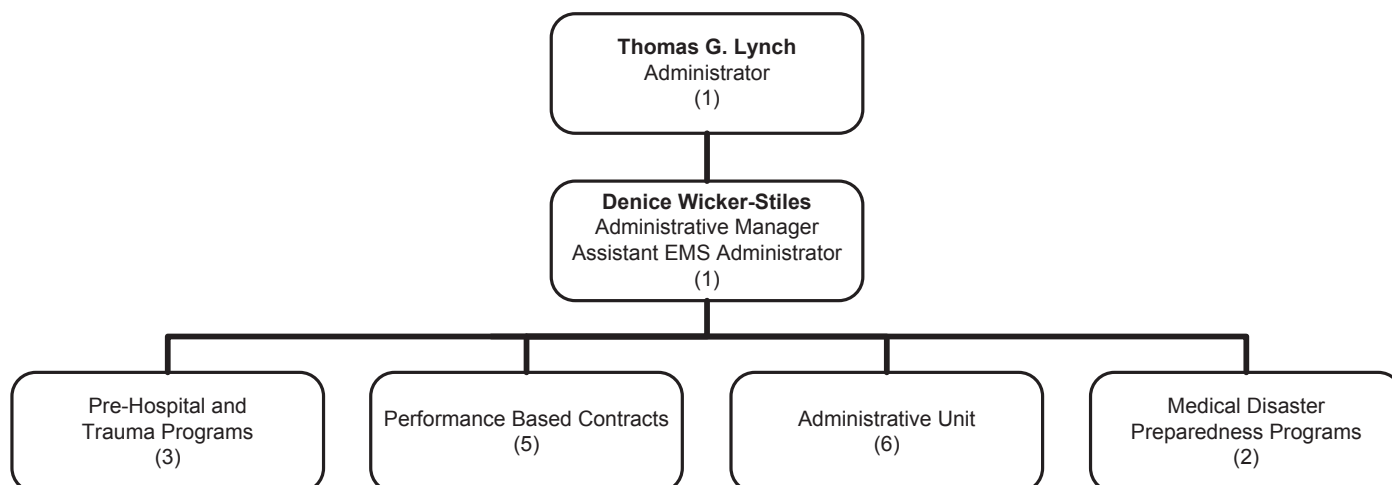 Thomas G. Lynch
Administrator
(1)
Denice Wicker-Stiles
Administrative Manager
Assistant EMS Administrator
(1)
Pre-Hospital and
Trauma Programs
(3)
Performance Based Contracts
(5)
Administrative Unit
(6)
Medical Disaster
Preparedness Programs
(2)